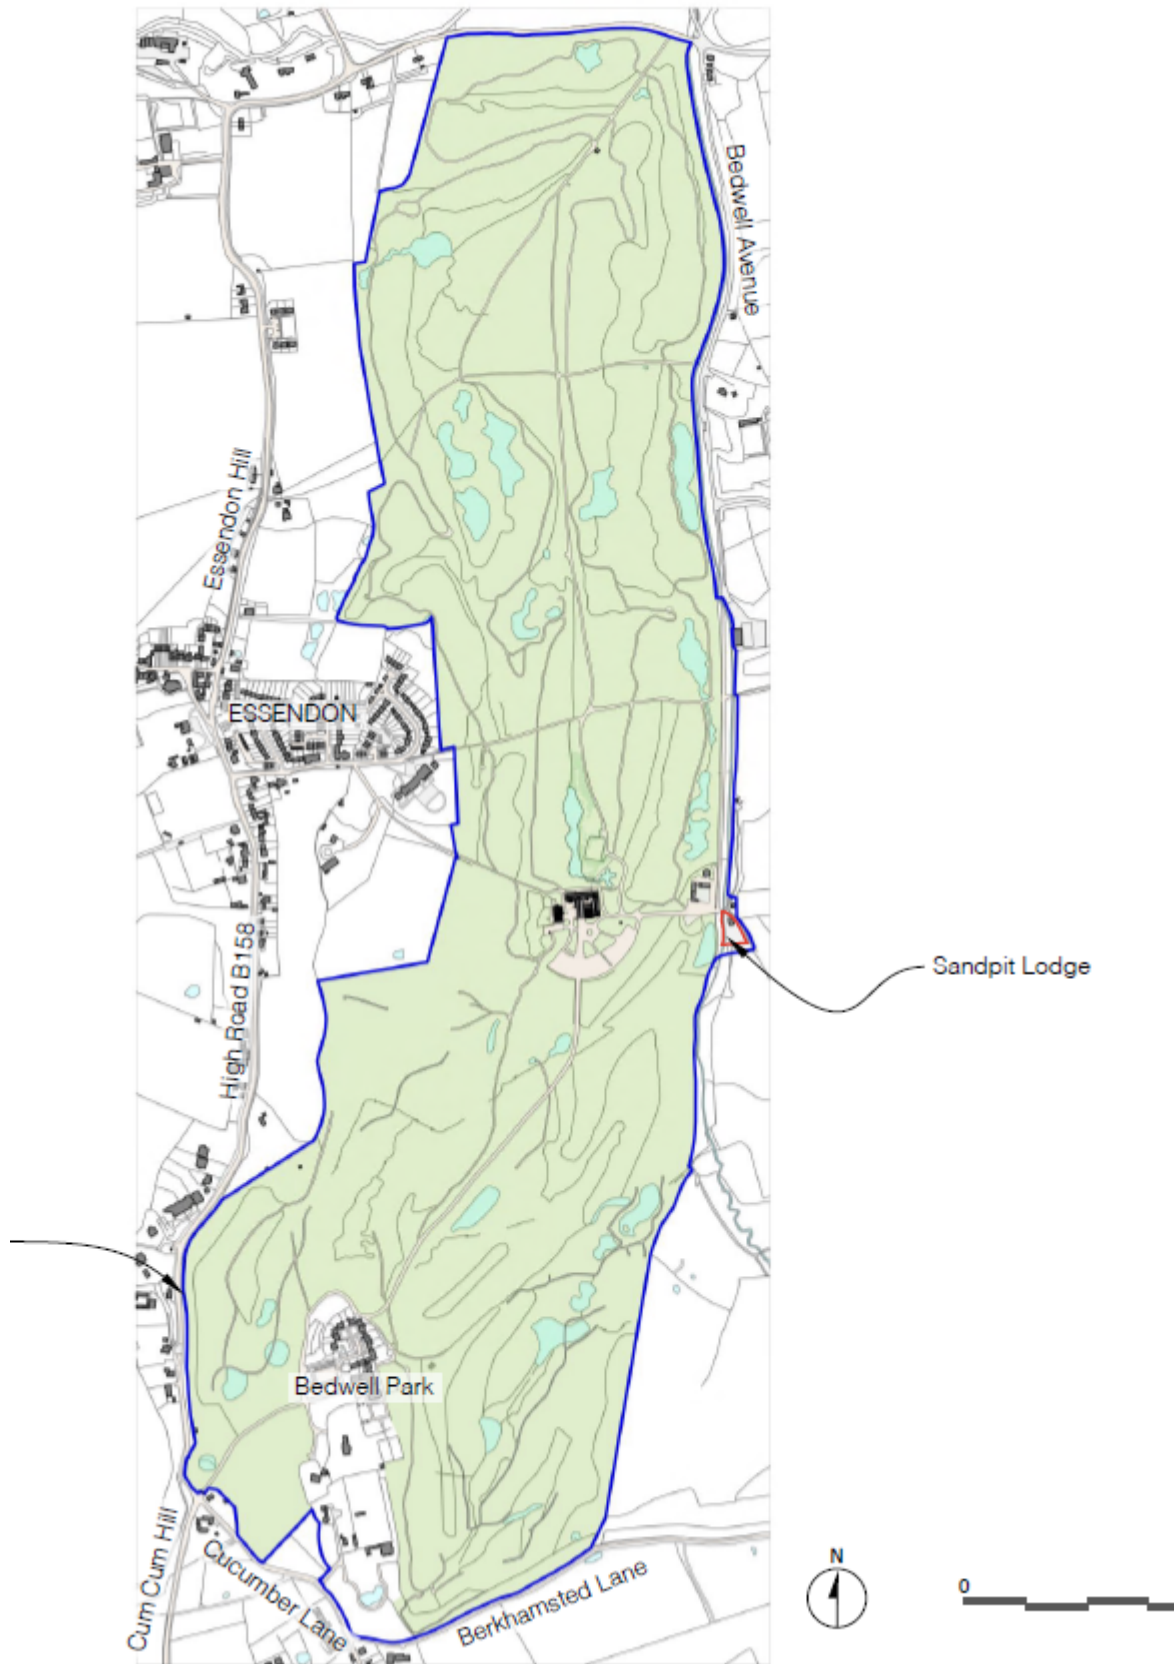 Bedwell Avenue
Essendon Hill
ESSENDON
High Road B158
Sandpit Lodge
Bedwell Park
Cum Cum Hill
Cucumber Lane
Berkhamsted Lane
N
0